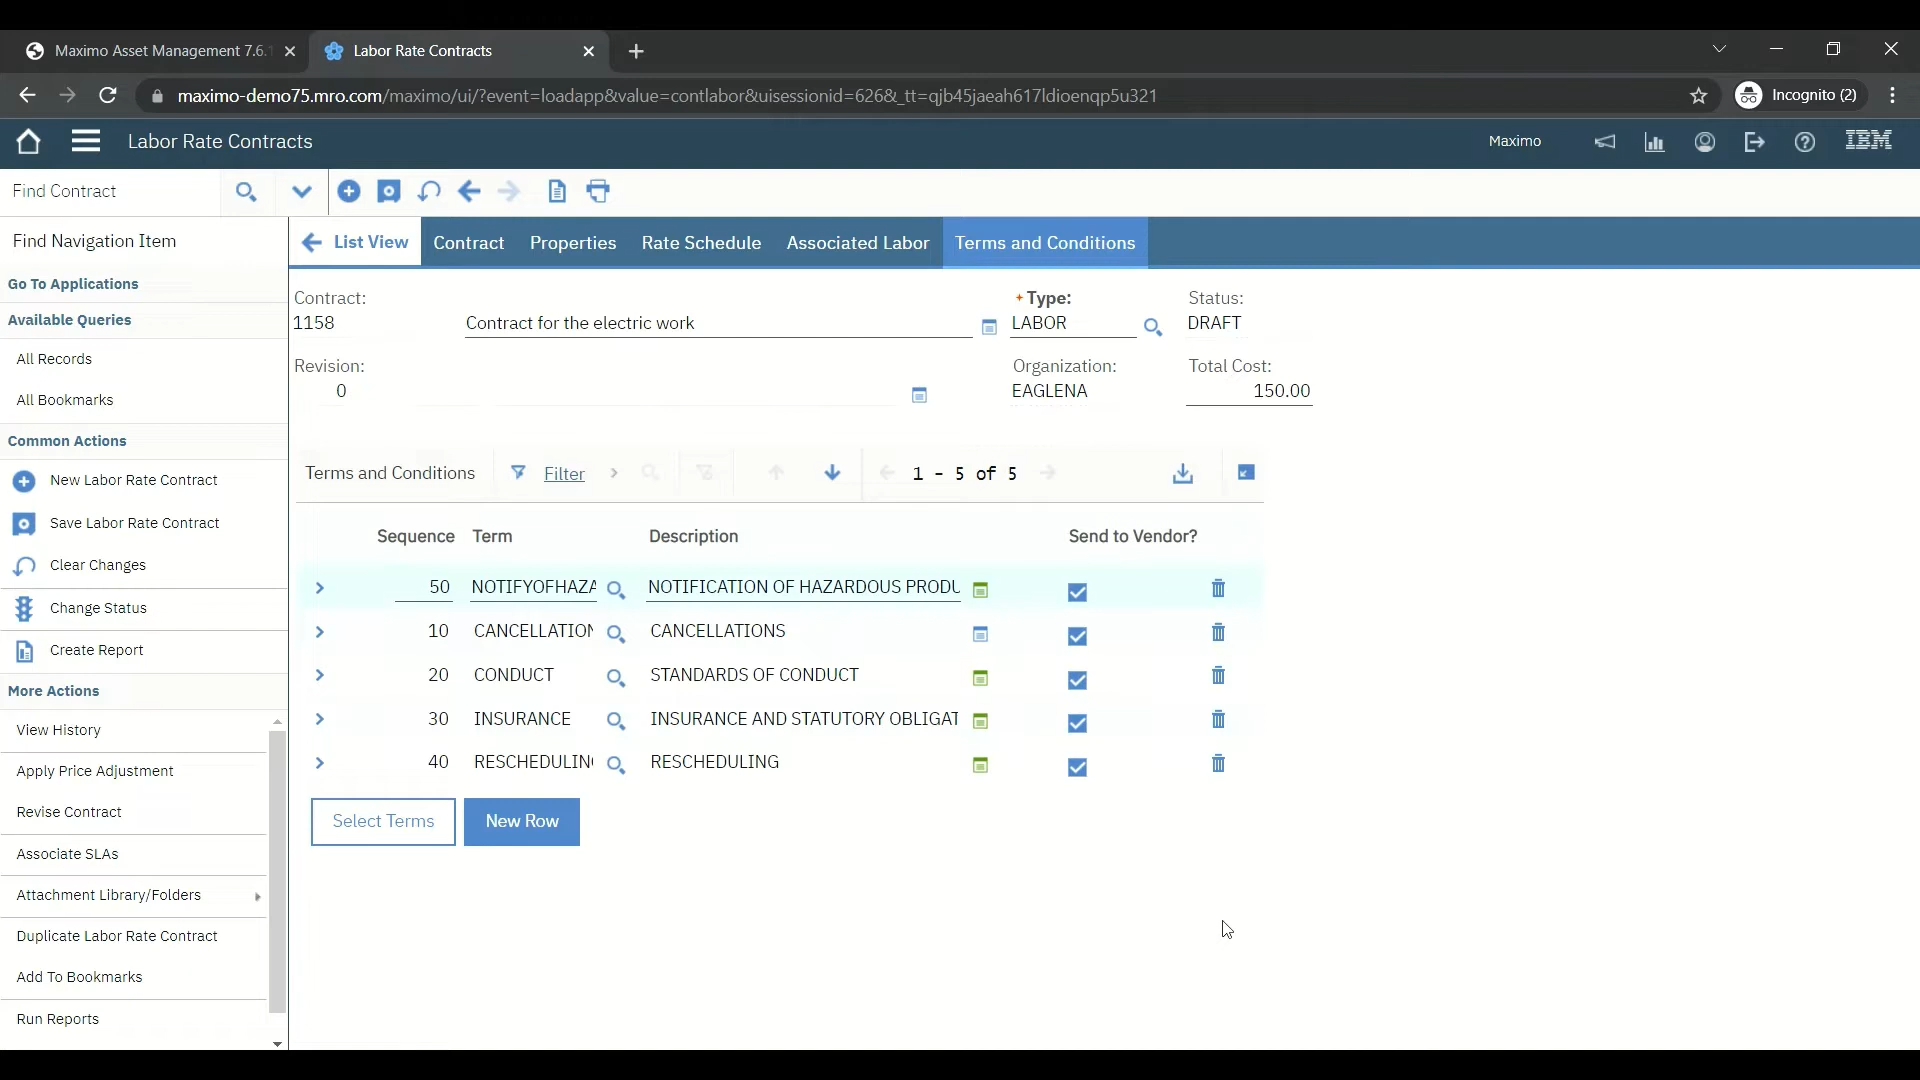 Maximo Asset Management 7.6.
Labor Rate Contracts
maximo-demo75.mro.com/maximo/ui/?event=loadapp&value=contlabor&uisessionid=626&_tt=qjb45jaeah617ldioenqp5u321
Incognito (2)
Labor Rate Contracts
Maximo
IBM
Find Contract
Find Navigation Item
Go To Applications
Available Queries
All Records
All Bookmarks
Common Actions
New Labor Rate Contract
Save Labor Rate Contract
Clear Changes
Change Status
Create Report
More Actions
View History
Apply Price Adjustment
Revise Contract
Associate SLAs
Attachment Library/Folders
Duplicate Labor Rate Contract
Add To Bookmarks
Run Reports
List View
Contract
Properties
Rate Schedule
Associated Labor
Terms and Conditions
Contract:
1158
Contract for the electric work
* Type:
LABOR
Status:
DRAFT
Revision:
0
Organization:
EAGLENA
Total Cost:
150.00
Terms and Conditions
Filter
1 - 5 of 5
Sequence Term Description Send to Vendor?
50 NOTIFYOFHAZA NOTIFICATION OF HAZARDOUS PRODU
10 CANCELLATION CANCELLATIONS
20 CONDUCT STANDARDS OF CONDUCT
30 INSURANCE INSURANCE AND STATUTORY OBLIGAT
40 RESCHEDULIN RESCHEDULING
Select Terms
New Row